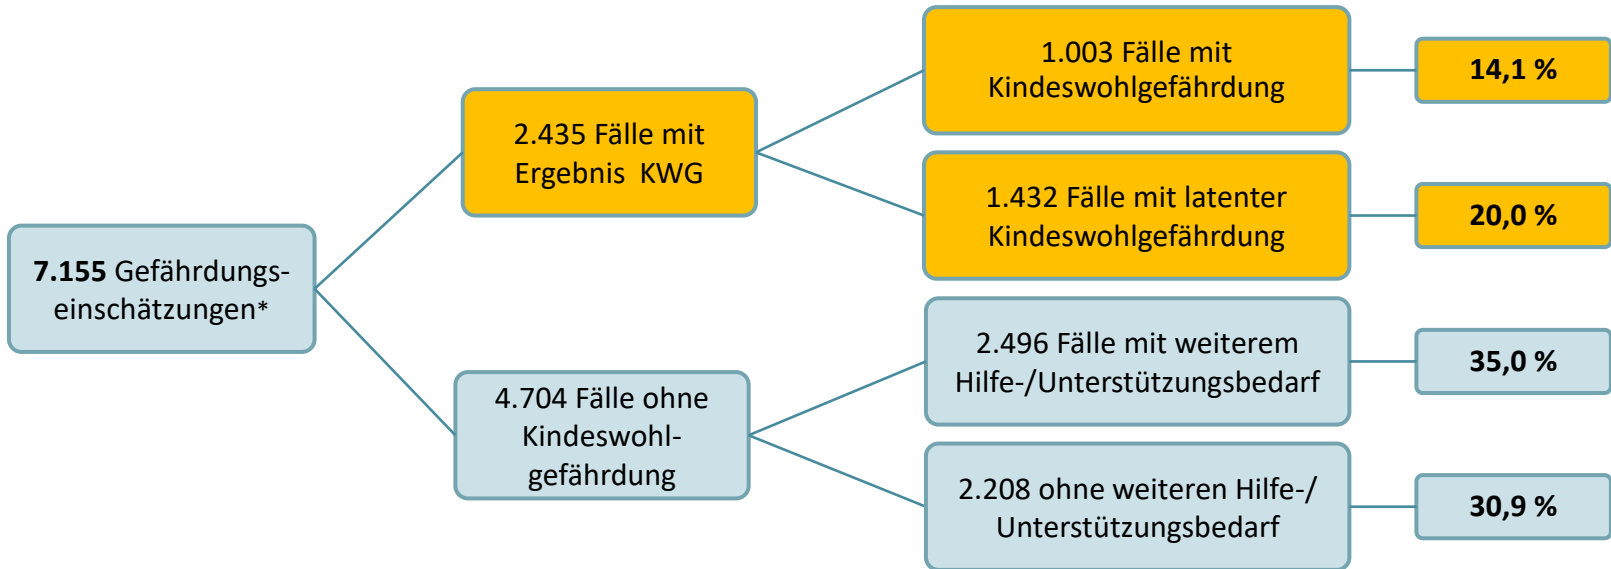 7.155 Gefährdungs-
einschätzungen*
2.435 Fälle mit
Ergebnis KWG
4.704 Fälle ohne
Kindeswohl-
gefährdung
1.003 Fälle mit
Kindeswohlgefährdung
14,1 %
1.432 Fälle mit latenter
Kindeswohlgefährdung
20,0 %
2.496 Fälle mit weiterem
Hilfe-/Unterstützungsbedarf
35,0 %
2.208 ohne weiteren Hilfe-/
Unterstützungsbedarf
30,9 %